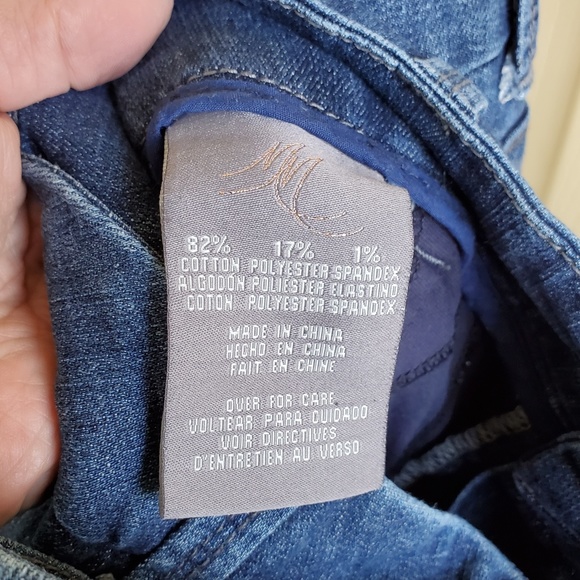 82% 17% 1%
COTTON POLYESTER SPANDEX
ALGODÓN POLIESTER ELASTINO
COTON POLYESTER SPANDEX
MADE IN CHINA
HECHO EN CHINA
FAIT EN CHINE
OVER FOR CARE
VOLTEAR PARA CUIDADO
VOIR DIRECTIVES
D'ENTRETIEN AU VERSO